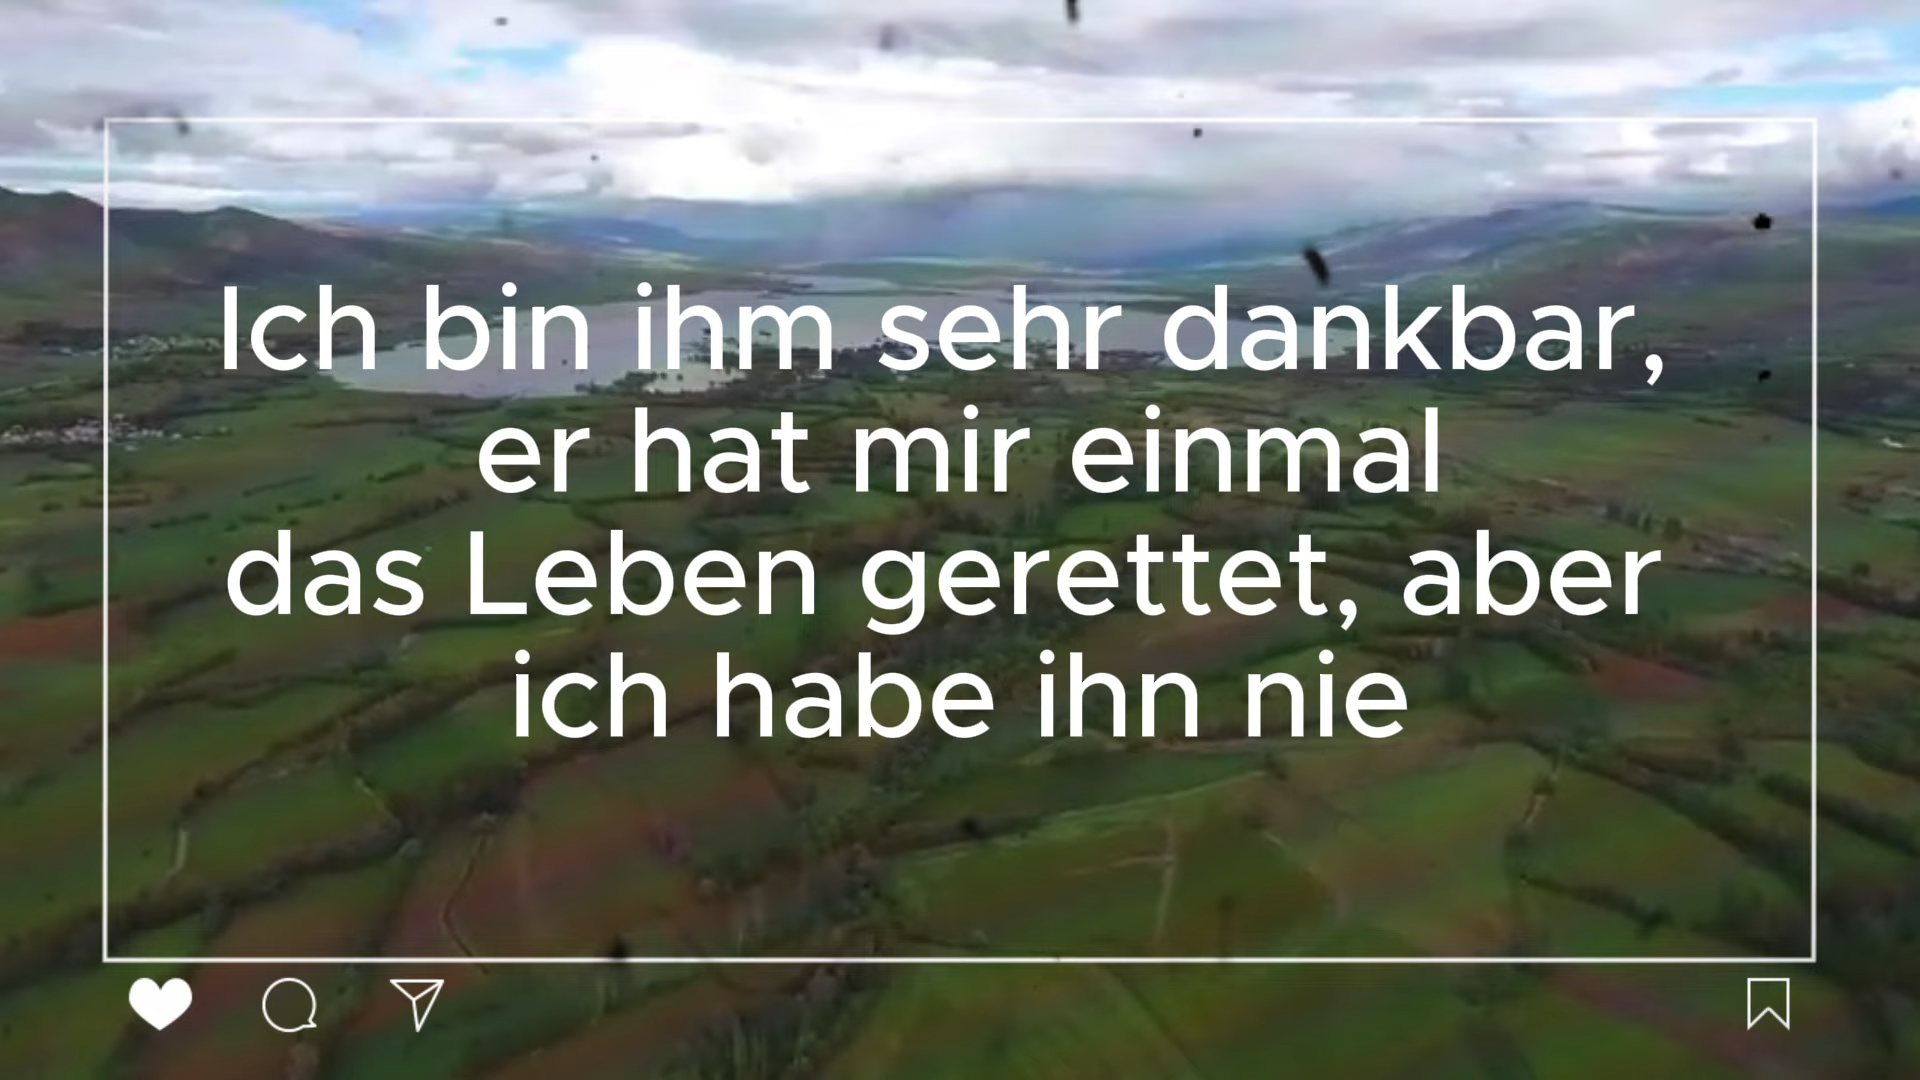 Ich bin ihm sehr dankbar,
er hat mir einmal
das Leben gerettet, aber
ich habe ihn nie